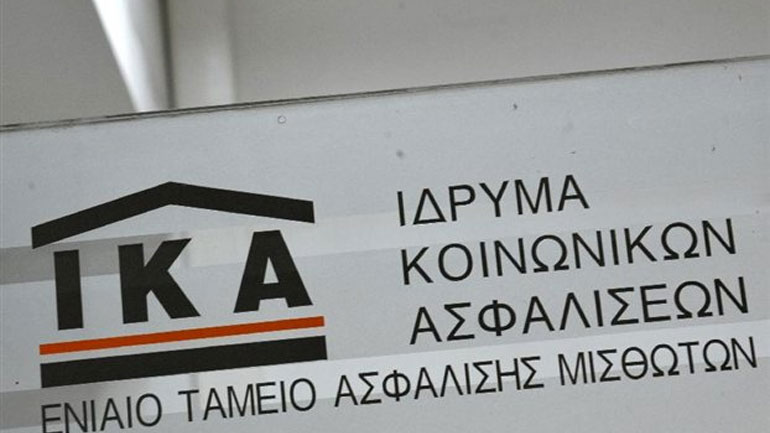 ΙΚΑ
ΙΔΡΥΜΑ
ΚΟΙΝΩΝΙΚΩΝ
ΑΣΦΑΛΙΣΕΩΝ
ΕΝΙΑΙΟ ΤΑΜΕΙΟ ΑΣΦΑΛΙΣΗΣ ΜΙΣΘΩΤΩΝ